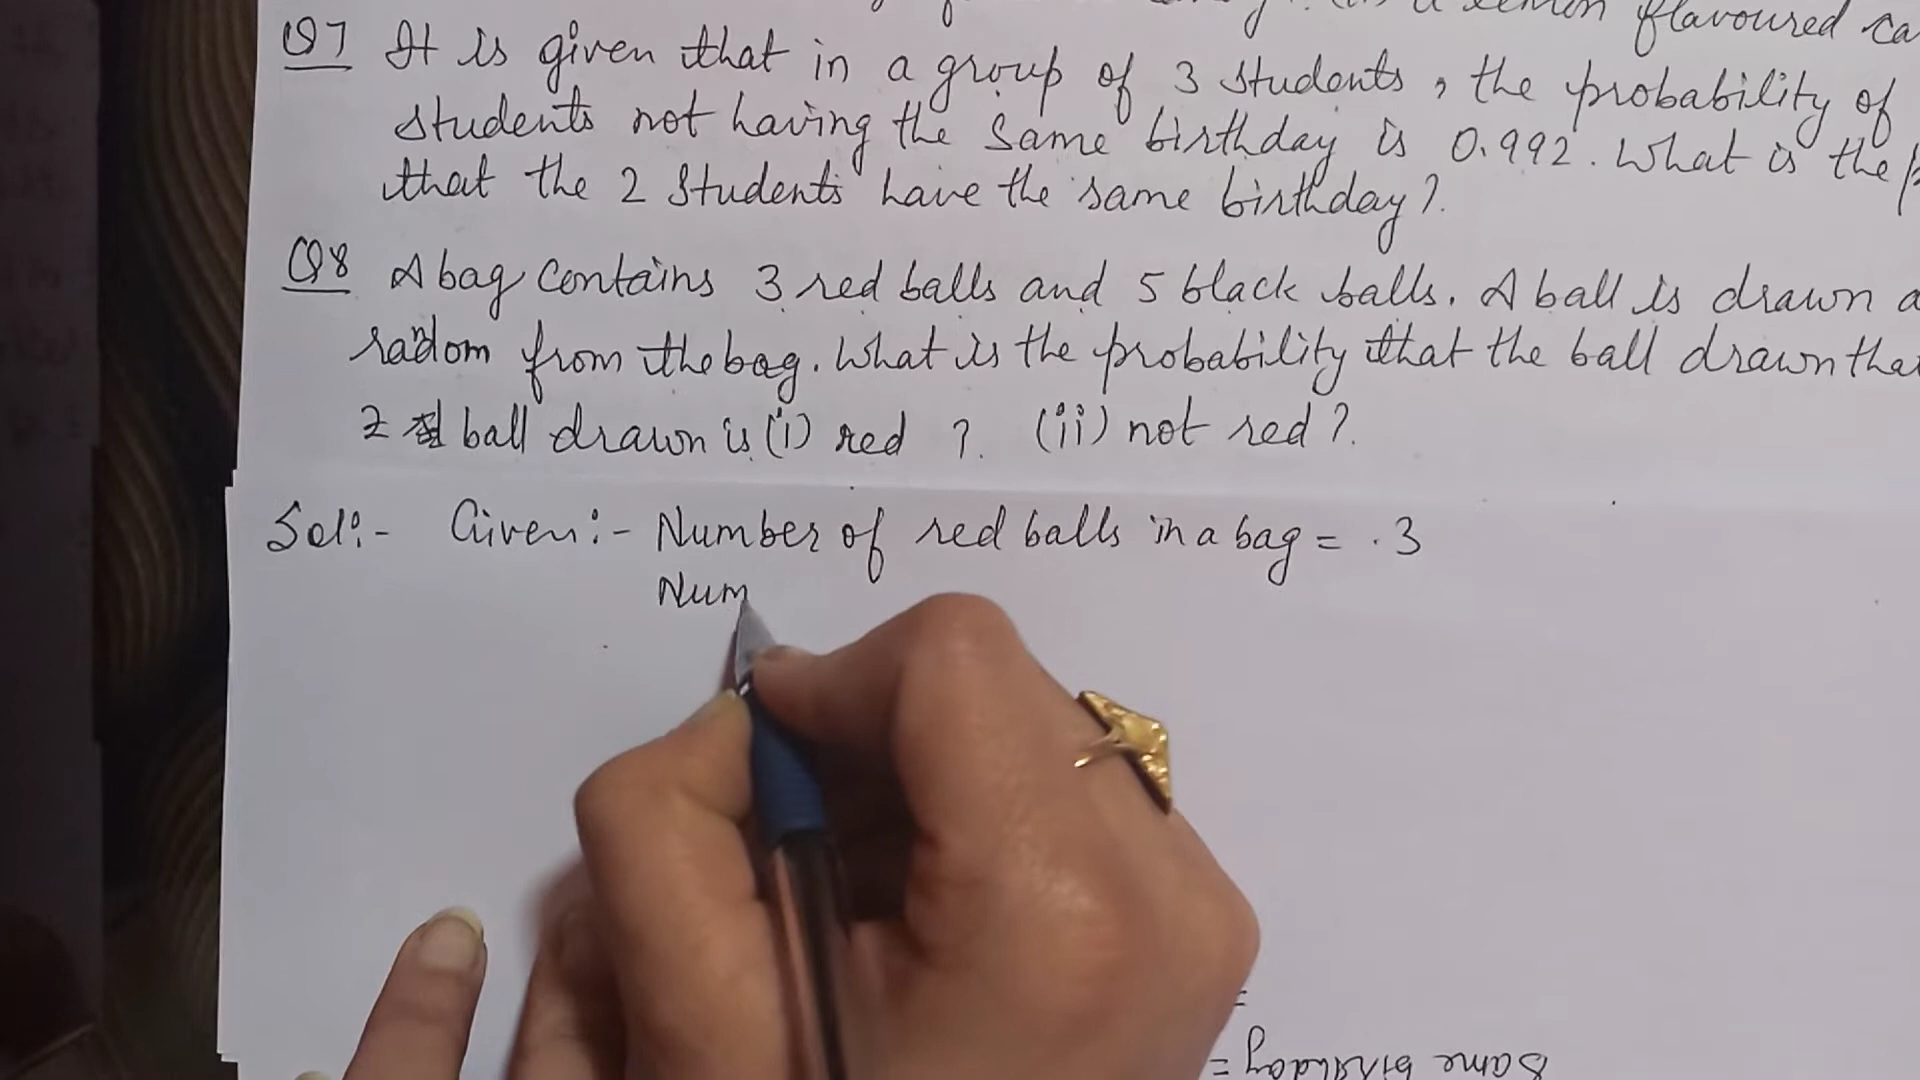 a lemon flavoured ca
Q7 It is given that in a group of 3 students, the probability of
students not having the same birthday is 0.992. What is the p
that the 2 students have the same birthday?.
Q8 A bag contains 3 red balls and 5 black balls. A ball is drawn a
random from the bag. What is the probability that the ball drawn tha
ball drawn is (i) red ?. (ii) not red ?.
Sol:- Given:- Number of red balls in a bag = 3
Num
=
Same birthday =